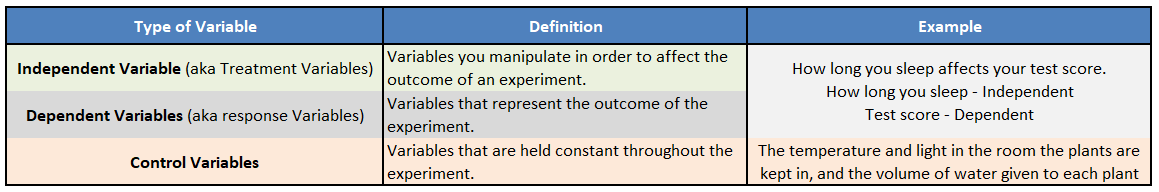 Type of Variable
Definition
Example
Independent Variable (aka Treatment Variables)
Variables you manipulate in order to affect the
outcome of an experiment.
How long you sleep affects your test score.
How long you sleep - Independent
Test score - Dependent
Dependent Variables (aka response Variables)
Variables that represent the outcome of the
experiment.
Control Variables
Variables that are held constant throughout the
experiment.
The temperature and light in the room the plants are
kept in, and the volume of water given to each plant